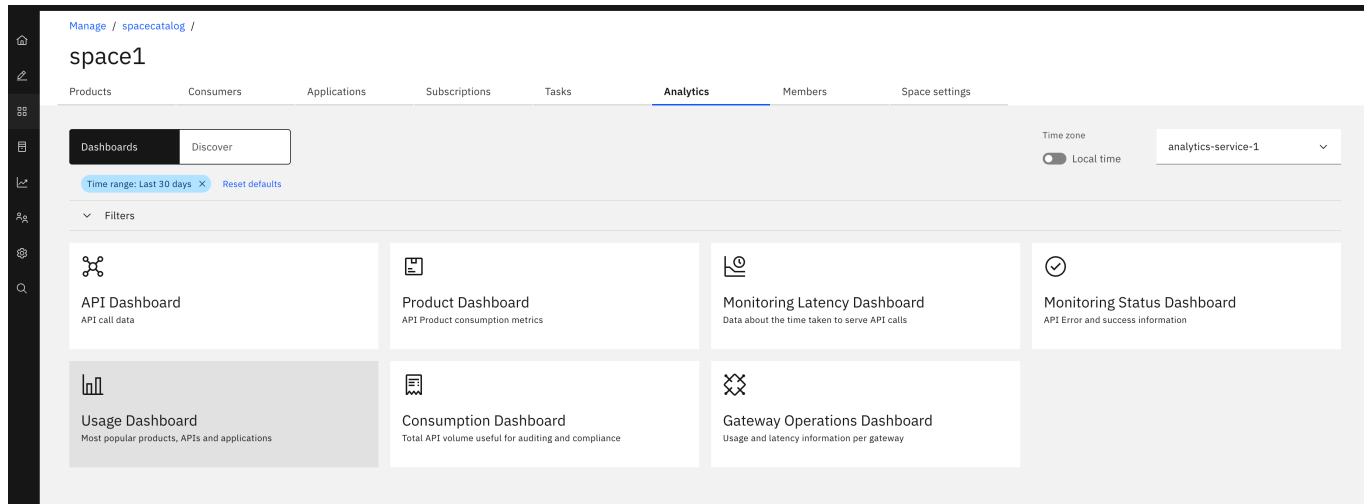 Manage / spacecatalog /
space1
Products Consumers Applications Subscriptions Tasks Analytics Members Space settings
Dashboards Discover
Time zone
Local time
analytics-service-1
Time range: Last 30 days × Reset defaults
Filters
API Dashboard
API call data
Product Dashboard
API Product consumption metrics
Monitoring Latency Dashboard
Data about the time taken to serve API calls
Monitoring Status Dashboard
API Error and success information
Usage Dashboard
Most popular products, APIs and applications
Consumption Dashboard
Total API volume useful for auditing and compliance
Gateway Operations Dashboard
Usage and latency information per gateway